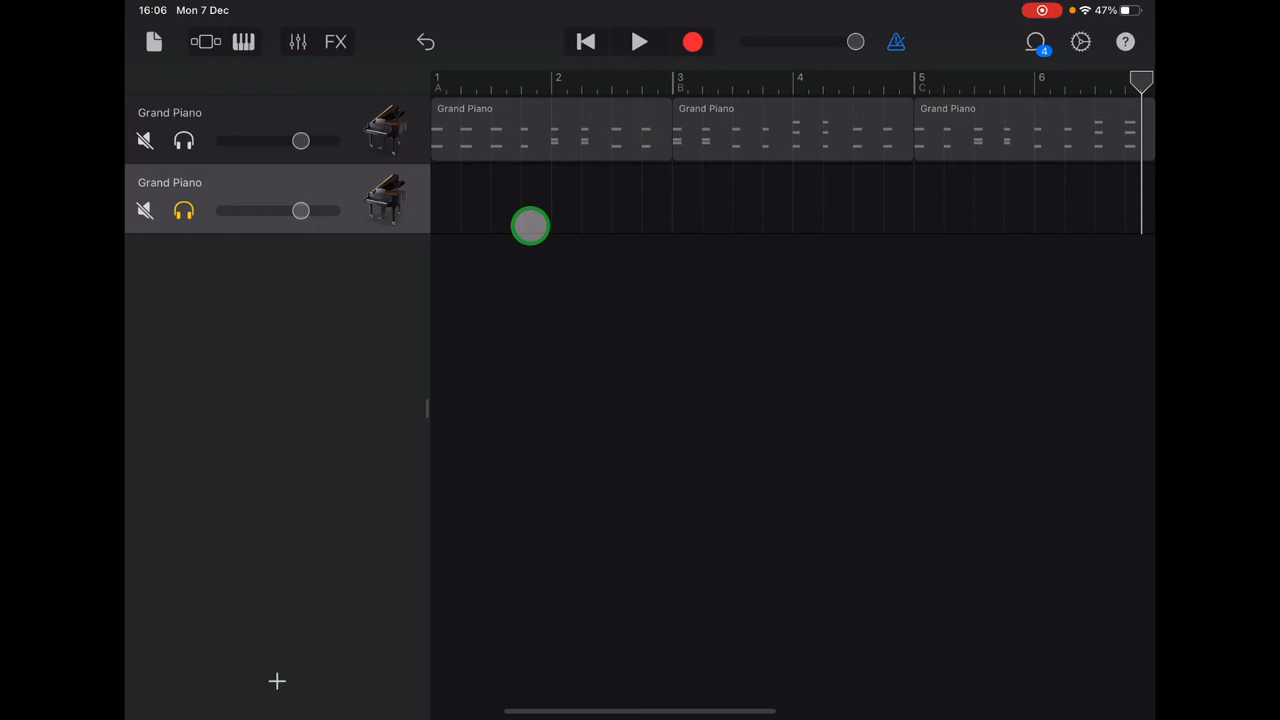 16:06 Mon 7 Dec
47%
FX
4
?
1 2 3 4 5 6
A B C
Grand Piano
Grand Piano Grand Piano Grand Piano
Grand Piano